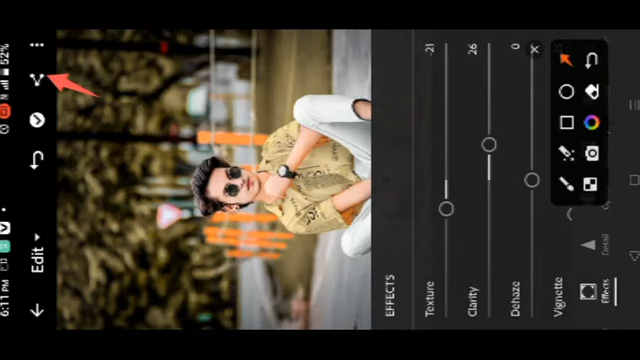 6:11 PM
52%
Edit
EFFECTS
Texture
-21
Clarity
26
Dehaze
0
Vignette
Detail
Effects